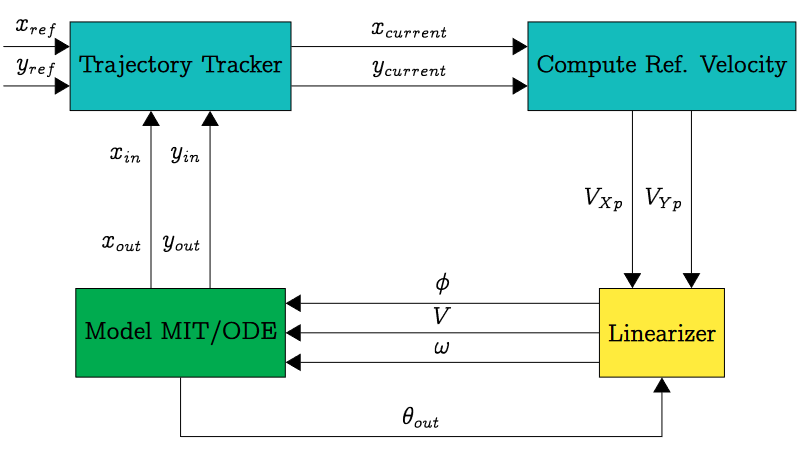 x_ref
y_ref
Trajectory Tracker
x_current
y_current
Compute Ref. Velocity
x_in
y_in
V_Xp
V_Yp
x_out
y_out
ϕ
V
ω
Model MIT/ODE
Linearizer
θ_out